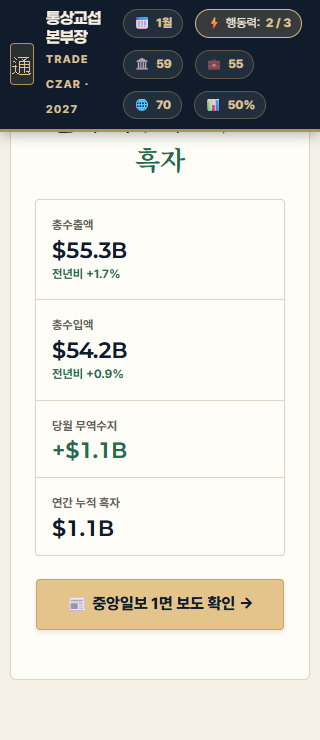 通
통상교섭
본부장
TRADE
CZAR ·
2027
1월
행동력: 2 / 3
59
55
70
50%
흑자
총수출액
$55.3B
전년비 +1.7%
총수입액
$54.2B
전년비 +0.9%
당월 무역수지
+$1.1B
연간 누적 흑자
$1.1B
중앙일보 1면 보도 확인 →